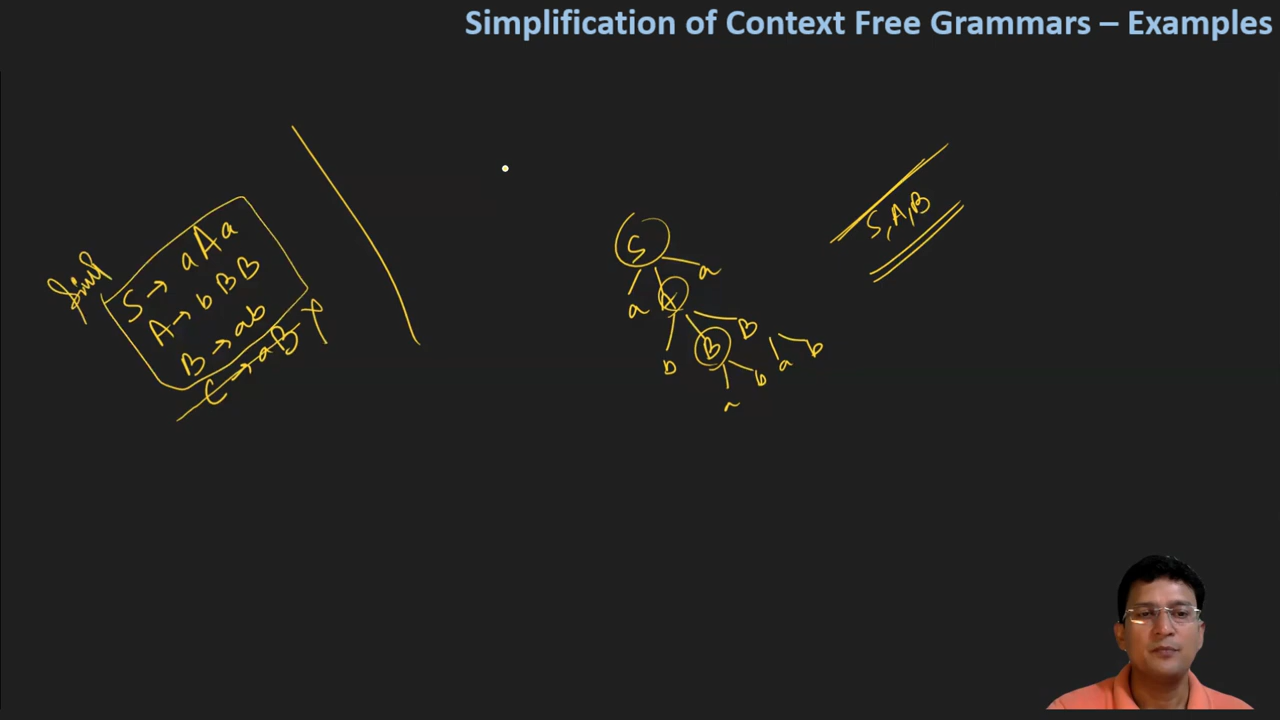 Simplification of Context Free Grammars – Examples
S → aAa
A → bBB
B → ab
C → aB
S, A, B
S
a A a
b B B
a b a b